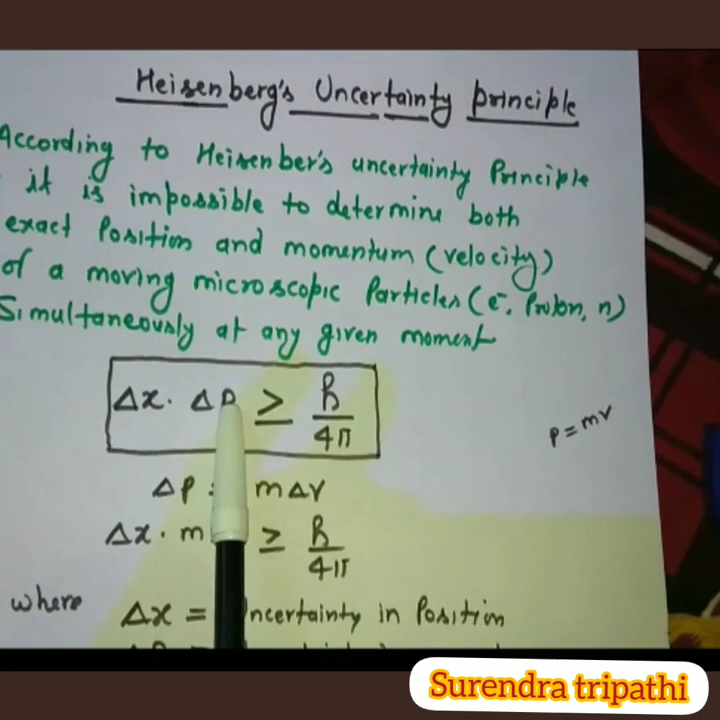 Heisenberg's Uncertainty principle
According to Heisenber's uncertainty Principle
it is impossible to determine both
exact Position and momentum (velocity)
of a moving microscopic Particles (e⁻, Proton, n)
Simultaneously at any given moment
Δx. ΔP ≥ h/4π
P = mv
ΔP = mΔv
Δx. m ≥ h/4π
where Δx = Uncertainty in Position
Surendra tripathi